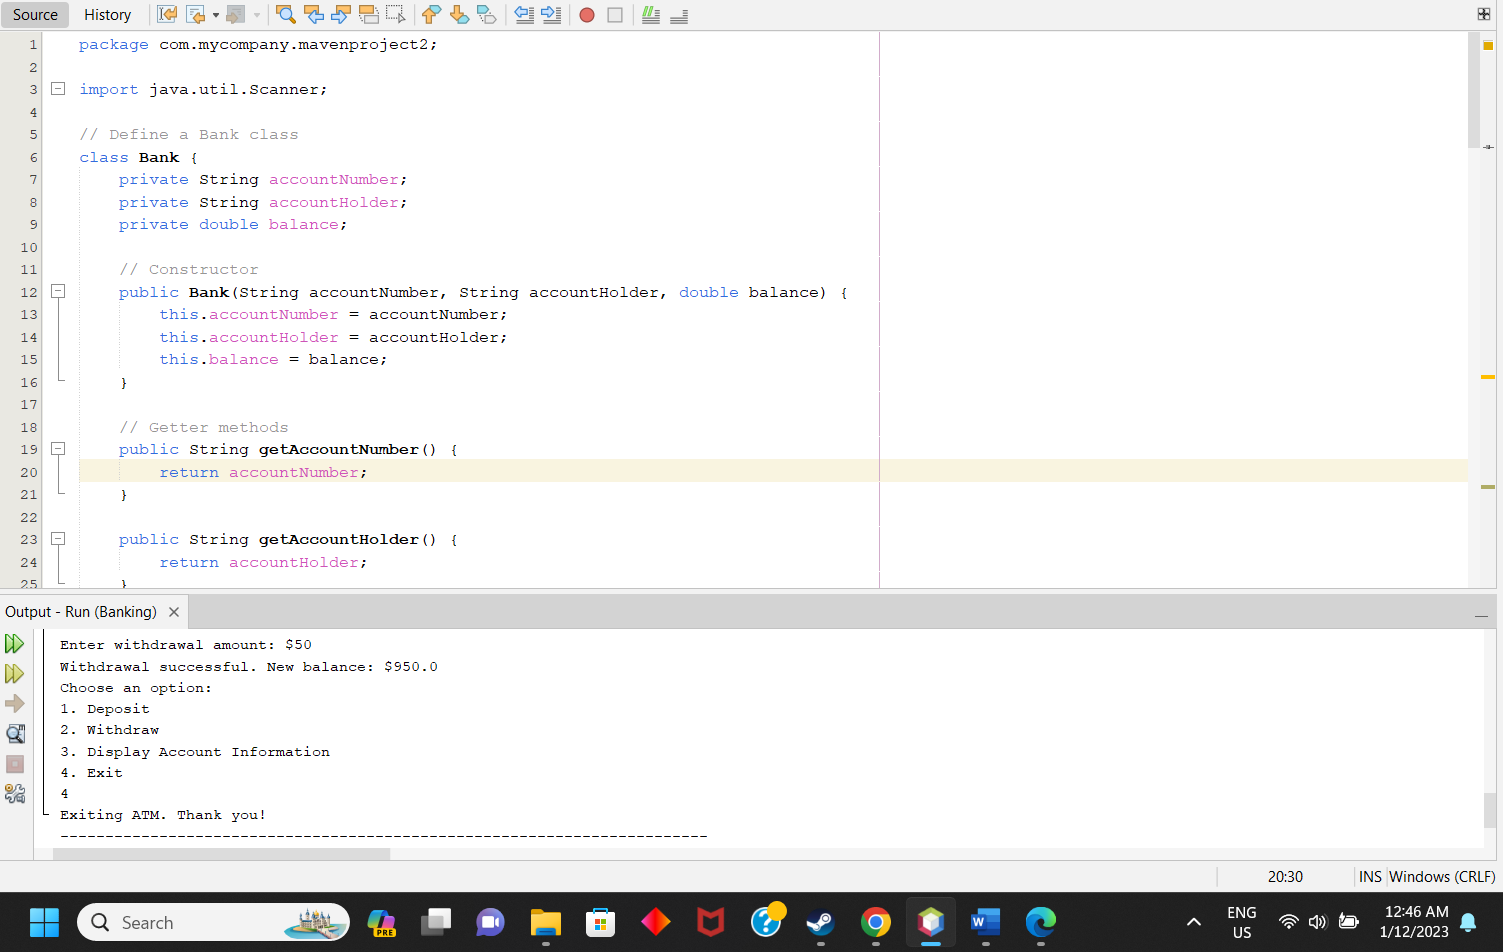 Source History
1 package com.mycompany.mavenproject2;
2
3 import java.util.Scanner;
4
5 // Define a Bank class
6 class Bank {
7 private String accountNumber;
8 private String accountHolder;
9 private double balance;
10
11 // Constructor
12 public Bank(String accountNumber, String accountHolder, double balance) {
13 this.accountNumber = accountNumber;
14 this.accountHolder = accountHolder;
15 this.balance = balance;
16 }
17
18 // Getter methods
19 public String getAccountNumber() {
20 return accountNumber;
21 }
22
23 public String getAccountHolder() {
24 return accountHolder;
25 }
Output - Run (Banking)
Enter withdrawal amount: $50
Withdrawal successful. New balance: $950.0
Choose an option:
1. Deposit
2. Withdraw
3. Display Account Information
4. Exit
4
Exiting ATM. Thank you!
------------------------------------------------------------------------
20:30 INS Windows (CRLF)
Search
PRE
W
ENG
US
12:46 AM
1/12/2023